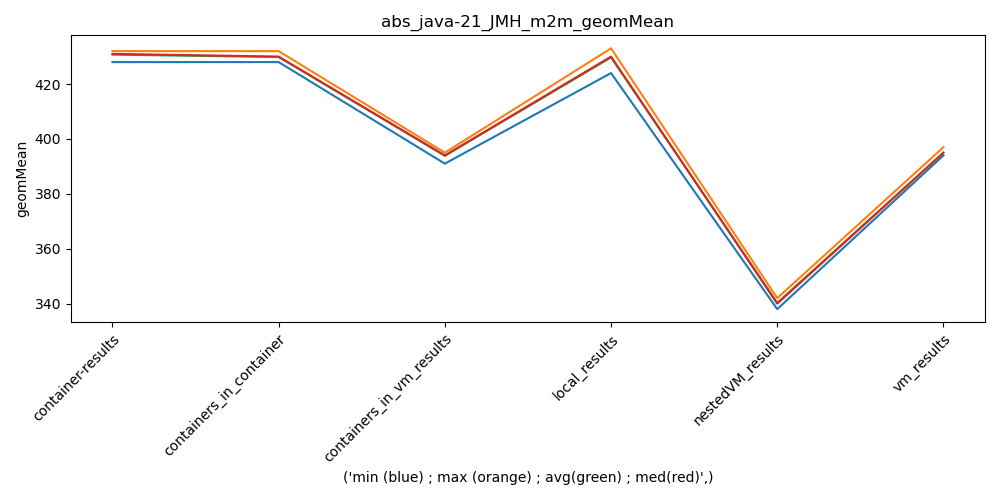 abs_java-21_JMH_m2m_geomMean
geomMean
420
400
380
360
340
container-results
containers_in_container
containers_in_vm_results
local_results
nestedVM_results
vm_results
('min (blue) ; max (orange) ; avg(green) ; med(red)',)